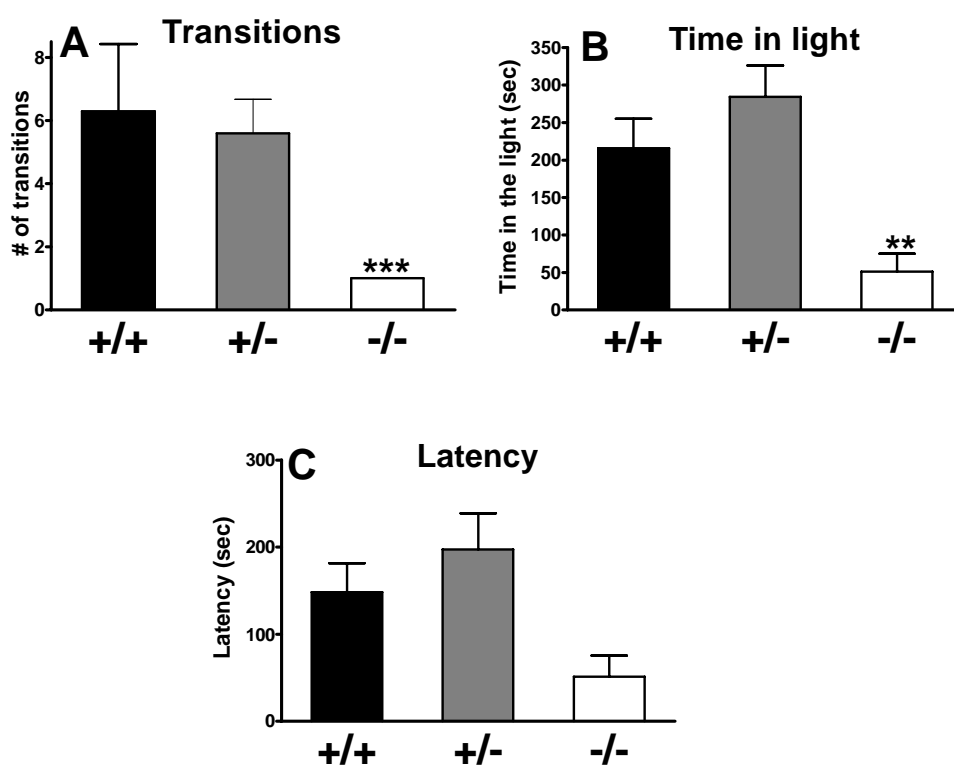 A Transitions
# of transitions
8
6
4
2
0
***
+/+ +/- -/-
B Time in light
Time in the light (sec)
350
300
250
200
150
100
50
0
**
+/+ +/- -/-
C Latency
Latency (sec)
300
200
100
0
+/+ +/- -/-